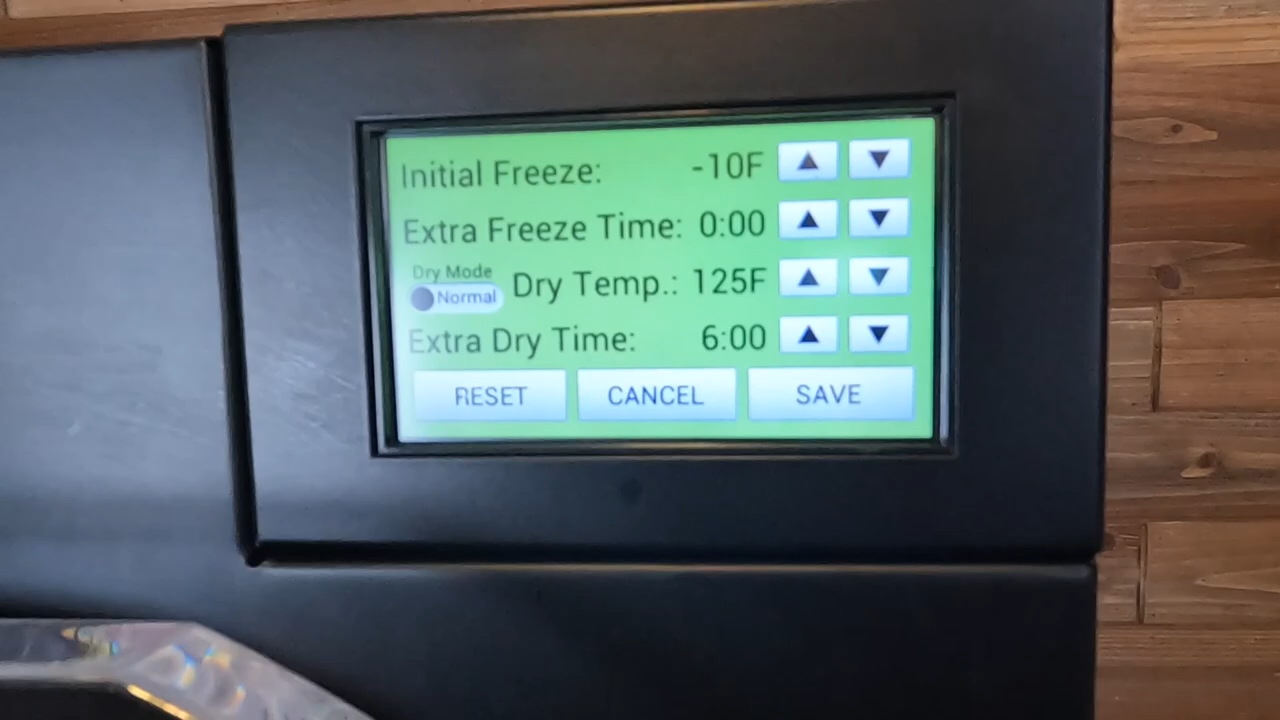 Initial Freeze: -10F ▲ ▼
Extra Freeze Time: 0:00 ▲ ▼
Dry Mode
Normal Dry Temp.: 125F ▲ ▼
Extra Dry Time: 6:00 ▲ ▼
RESET CANCEL SAVE